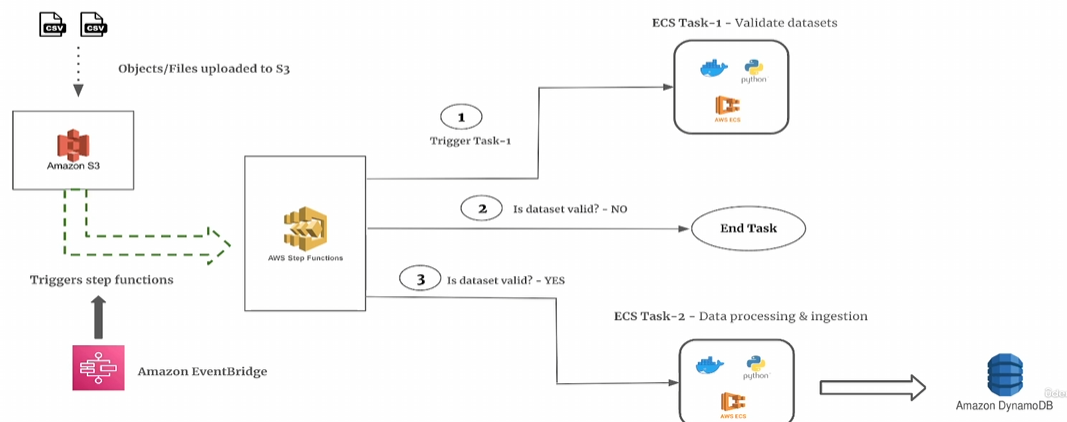 CSV CSV
ECS Task-1 - Validate datasets
Objects/Files uploaded to S3
python
AWS ECS
1
Trigger Task-1
Amazon S3
2 Is dataset valid? - NO
End Task
AWS Step Functions
3 Is dataset valid? - YES
Triggers step functions
ECS Task-2 - Data processing & ingestion
Amazon EventBridge
python
AWS ECS
Amazon DynamoDB